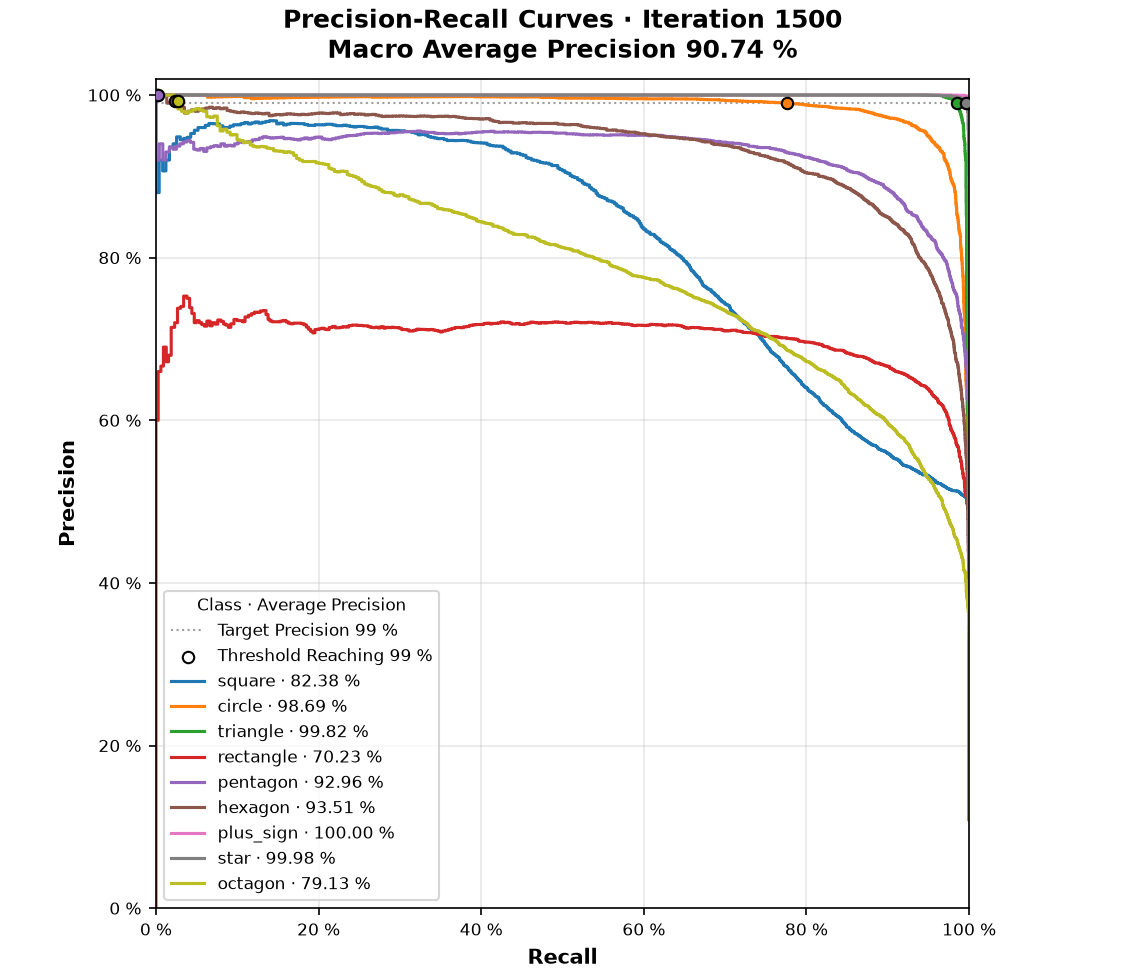 Precision-Recall Curves · Iteration 1500
Macro Average Precision 90.74 %
100 %
80 %
60 %
40 %
20 %
0 %
Precision
Class · Average Precision
Target Precision 99 %
Threshold Reaching 99 %
square · 82.38 %
circle · 98.69 %
triangle · 99.82 %
rectangle · 70.23 %
pentagon · 92.96 %
hexagon · 93.51 %
plus_sign · 100.00 %
star · 99.98 %
octagon · 79.13 %
0 %
20 %
40 %
60 %
80 %
100 %
Recall